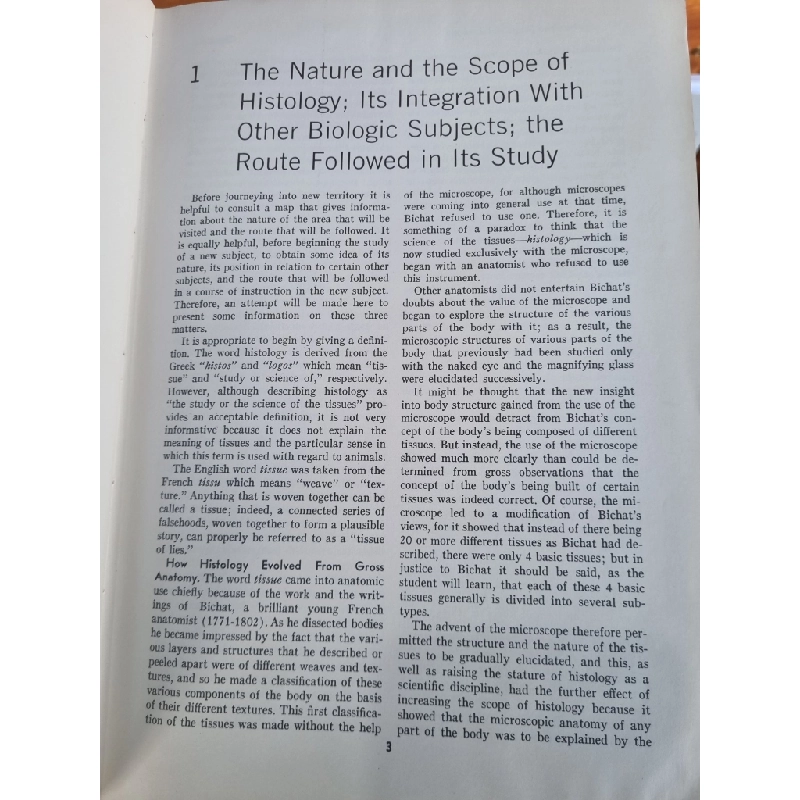 1
The Nature and the Scope of
Histology; Its Integration With
Other Biologic Subjects; the
Route Followed in Its Study
Before journeying into new territory it is
helpful to consult a map that gives informa-
tion about the nature of the area that will be
visited and the route that will be followed. It
is equally helpful, before beginning the study
of a new subject, to obtain some idea of its
nature, its position in relation to certain other
subjects, and the route that will be followed
in a course of instruction in the new subject.
Therefore, an attempt will be made here to
present some information on these three
matters.
It is appropriate to begin by giving a defini-
tion. The word histology is derived from the
Greek "histos" and "logos" which mean "tis-
sue" and "study or science of," respectively.
However, although describing histology as
"the study or the science of the tissues" pro-
vides an acceptable definition, it is not very
informative because it does not explain the
meaning of tissues and the particular sense in
which this term is used with regard to animals.
The English word tissue was taken from the
French tissu which means "weave" or "tex-
ture." Anything that is woven together can be
called a tissue; indeed, a connected series of
falsehoods, woven together to form a plausible
story, can properly be referred to as a "tissue
of lies."
How Histology Evolved From Gross
Anatomy. The word tissue came into anatomic
use chiefly because of the work and the writ-
ings of Bichat, a brilliant young French
anatomist (1771-1802). As he dissected bodies
he became impressed by the fact that the vari-
ous layers and structures that he described or
peeled apart were of different weaves and tex-
tures, and so he made a classification of these
various components of the body on the basis
of their different textures. This first classifica-
tion of the tissues was made without the help
of the microscope, for although microscopes
were coming into general use at that time,
Bichat refused to use one. Therefore, it is
something of a paradox to think that the
science of the tissues—histology—which is
now studied exclusively with the microscope,
began with an anatomist who refused to use
this instrument.
Other anatomists did not entertain Bichat's
doubts about the value of the microscope and
began to explore the structure of the various
parts of the body with it; as a result, the
microscopic structures of various parts of the
body that previously had been studied only
with the naked eye and the magnifying glass
were elucidated successively.
It might be thought that the new insight
into body structure gained from the use of the
microscope would detract from Bichat's con-
cept of the body's being composed of different
tissues. But instead, the use of the microscope
showed much more clearly than could be de-
termined from gross observations that the
concept of the body's being built of certain
tissues was indeed correct. Of course, the mi-
croscope led to a modification of Bichat's
views, for it showed that instead of there being
20 or more different tissues as Bichat had de-
scribed, there were only 4 basic tissues; but in
justice to Bichat it should be said, as the
student will learn, that each of these 4 basic
tissues generally is divided into several sub-
types.
The advent of the microscope therefore per-
mitted the structure and the nature of the tis-
sues to be gradually elucidated, and this, as
well as raising the stature of histology as a
scientific discipline, had the further effect of
increasing the scope of histology because it
showed that the microscopic anatomy of any
part of the body was to be explained by the
3